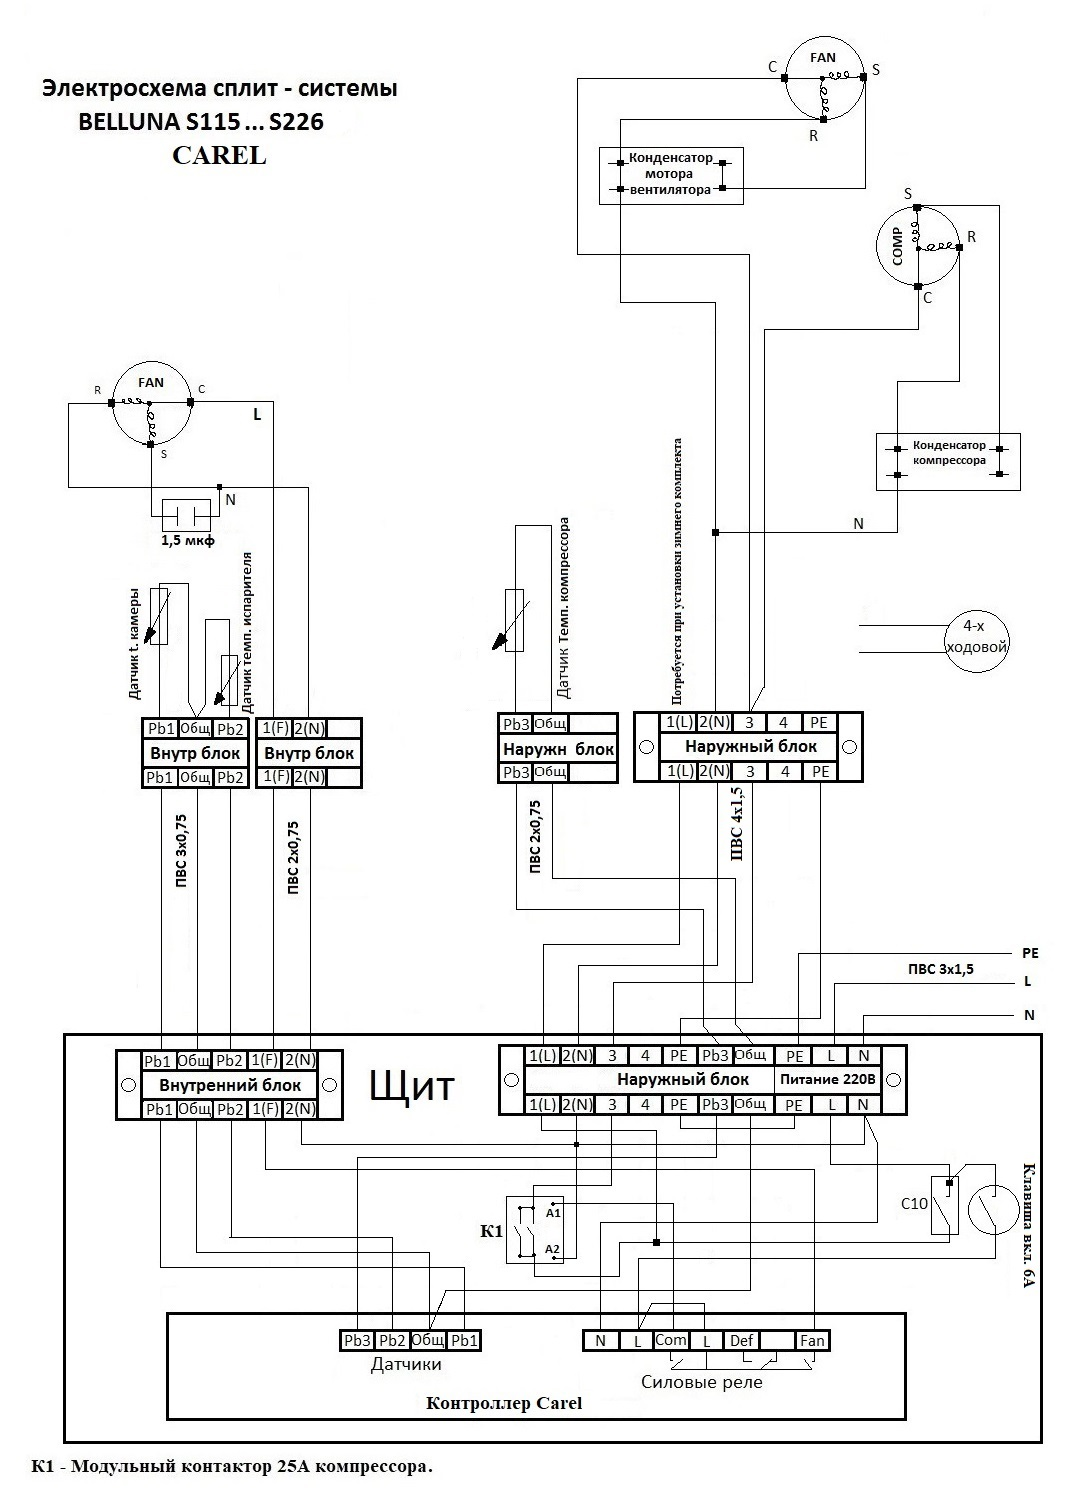 Электросхема сплит - системы
BELLUNA S115 ... S226
CAREL
FAN
C
S
R
Конденсатор
мотора
вентилятора
S
COMP
R
C
FAN
R
C
S
L
N
1,5 мкф
Конденсатор
компрессора
N
Датчик t. камеры
Датчик темп. испарителя
Датчик Темп. компрессора
Потребуется при установки зимнего комплекта
4-х
ходовой
Pb1 Общ Pb2
Внутр блок
Pb1 Общ Pb2
1(F) 2(N)
Внутр блок
1(F) 2(N)
Pb3 Общ
Наружн блок
Pb3 Общ
1(L) 2(N) 3 4 PE
Наружный блок
1(L) 2(N) 3 4 PE
ПВС 3х0,75
ПВС 2х0,75
ПВС 2х0,75
ПВС 4х1,5
PE
ПВС 3х1,5
L
N
Pb1 Общ Pb2 1(F) 2(N)
Внутренний блок
Pb1 Общ Pb2 1(F) 2(N)
Щит
1(L) 2(N) 3 4 PE Pb3 Общ PE L N
Наружный блок Питание 220В
1(L) 2(N) 3 4 PE Pb3 Общ PE L N
К1
A1
A2
C10
Клавиша вкл. 6А
Pb3 Pb2 Общ Pb1
Датчики
N L Com L Def Fan
Силовые реле
Контроллер Carel
К1 - Модульный контактор 25А компрессора.